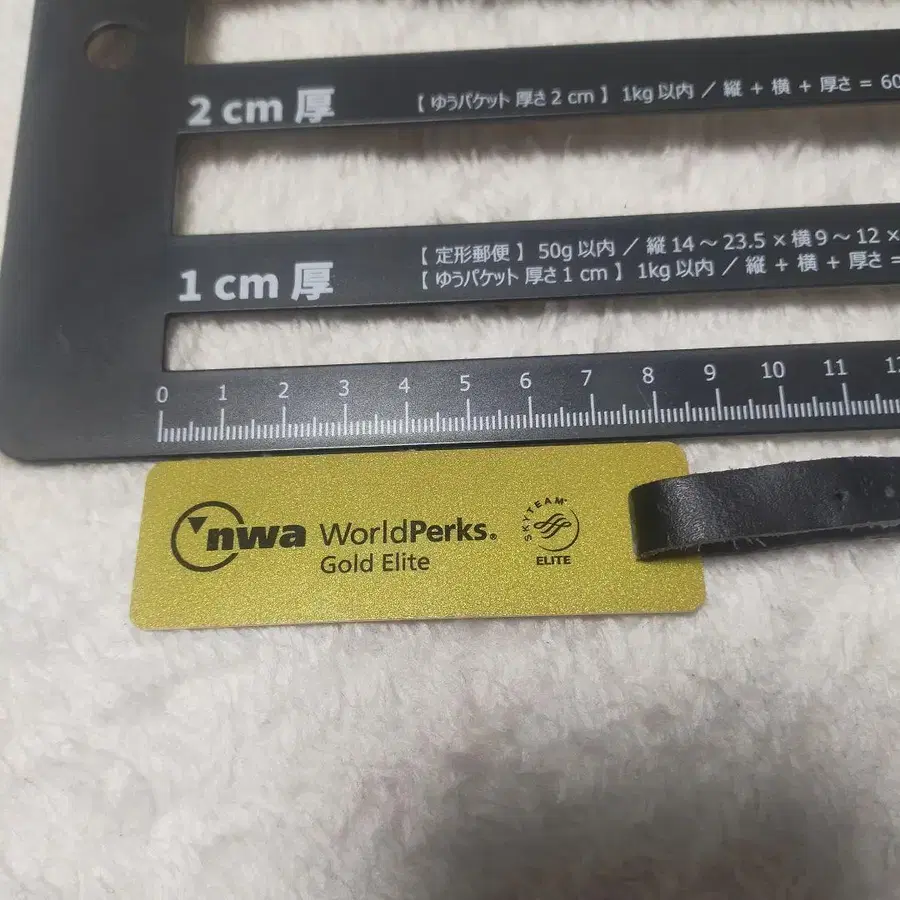 2 cm 厚
【 ゆうパケット 厚さ 2 cm 】 1kg 以内 ／ 縦 + 横 + 厚さ = 60
1 cm 厚
【 定形郵便 】 50g 以内 ／ 縦 14 ～ 23.5 × 横 9 ～ 12 ×
【 ゆうパケット 厚さ 1 cm 】 1kg 以内 ／ 縦 + 横 + 厚さ =
0 1 2 3 4 5 6 7 8 9 10 11 12
nwa WorldPerks®
Gold Elite
SKYTEAM
ELITE